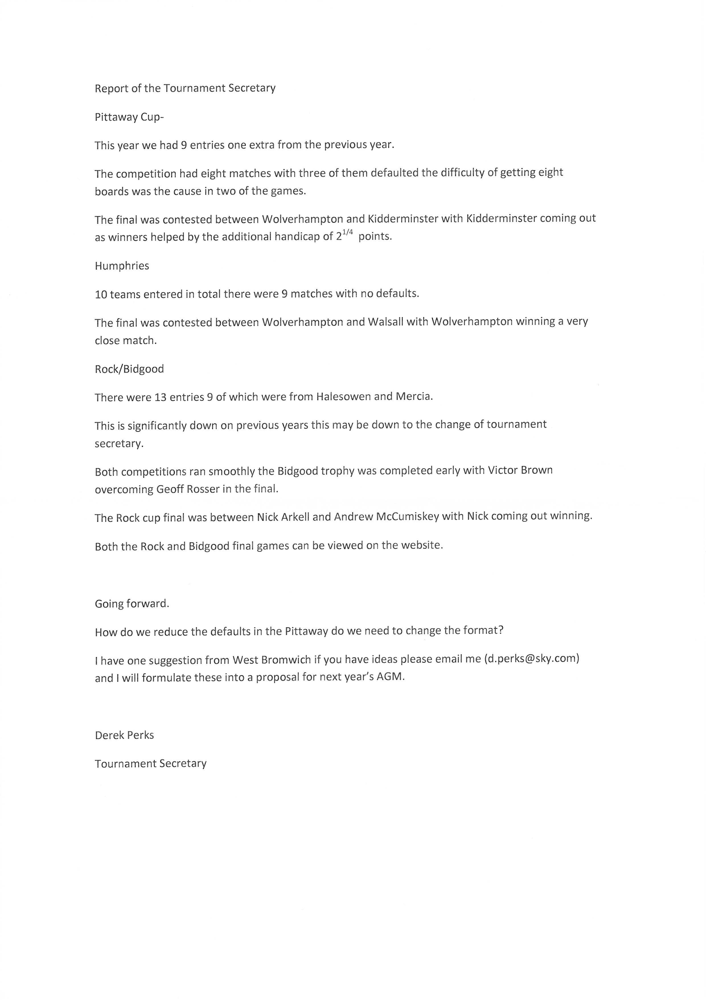 Report of the Tournament Secretary
Pittaway Cup-
This year we had 9 entries one extra from the previous year.
The competition had eight matches with three of them defaulted the difficulty of getting eight
boards was the cause in two of the games.
The final was contested between Wolverhampton and Kidderminster with Kidderminster coming out
as winners helped by the additional handicap of 2^1/4 points.
Humphries
10 teams entered in total there were 9 matches with no defaults.
The final was contested between Wolverhampton and Walsall with Wolverhampton winning a very
close match.
Rock/Bidgood
There were 13 entries 9 of which were from Halesowen and Mercia.
This is significantly down on previous years this may be down to the change of tournament
secretary.
Both competitions ran smoothly the Bidgood trophy was completed early with Victor Brown
overcoming Geoff Rosser in the final.
The Rock cup final was between Nick Arkell and Andrew McCumiskey with Nick coming out winning.
Both the Rock and Bidgood final games can be viewed on the website.
Going forward.
How do we reduce the defaults in the Pittaway do we need to change the format?
I have one suggestion from West Bromwich if you have ideas please email me (d.perks@sky.com)
and I will formulate these into a proposal for next year's AGM.
Derek Perks
Tournament Secretary